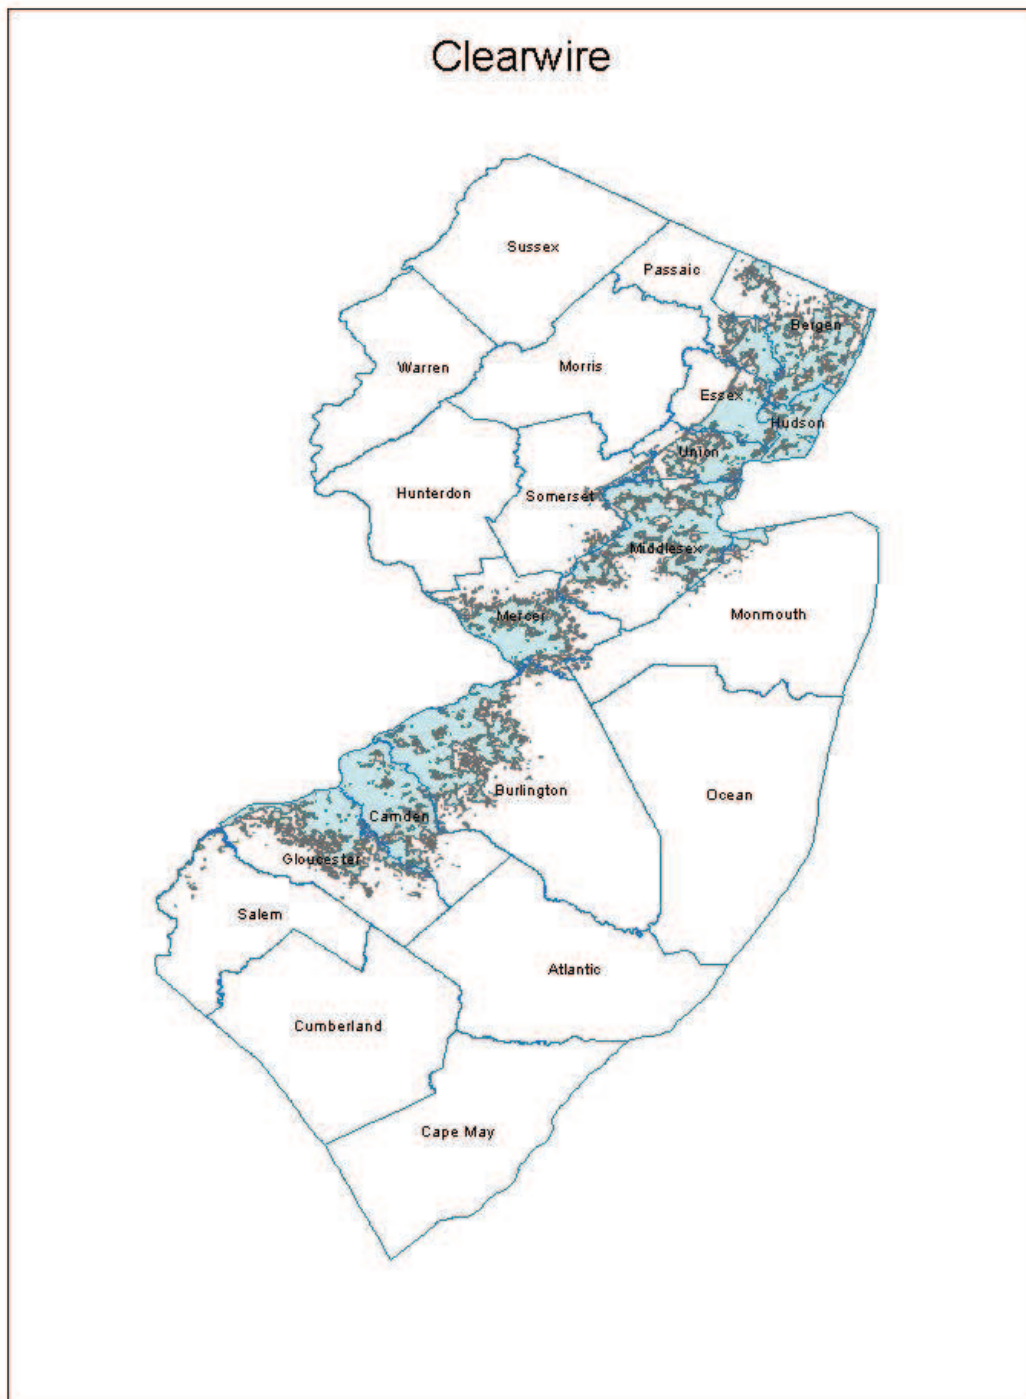 Clearwire
Sussex
Passaic
Bergen
Warren
Morris
Essex
Hudson
Union
Hunterdon
Somerset
Middlesex
Mercer
Monmouth
Burlington
Ocean
Camden
Gloucester
Salem
Atlantic
Cumberland
Cape May